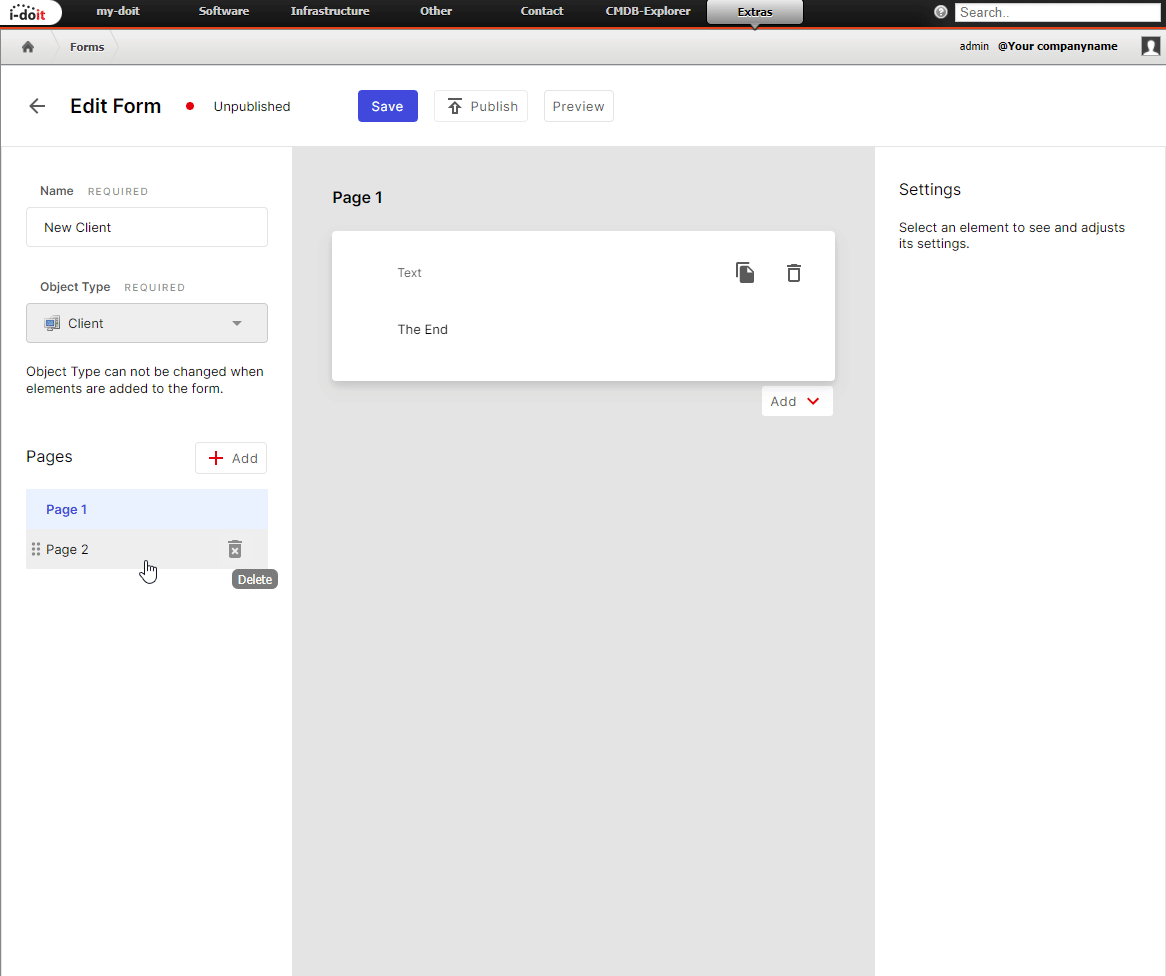 i-doit my-doit Software Infrastructure Other Contact CMDB-Explorer Extras ? Search..
Forms admin @Your companyname
Edit Form Unpublished Save Publish Preview
Name REQUIRED
New Client
Object Type REQUIRED
Client
Object Type can not be changed when
elements are added to the form.
Pages Add
Page 1
Page 2
Delete
Page 1
Text
The End
Add
Settings
Select an element to see and adjusts
its settings.